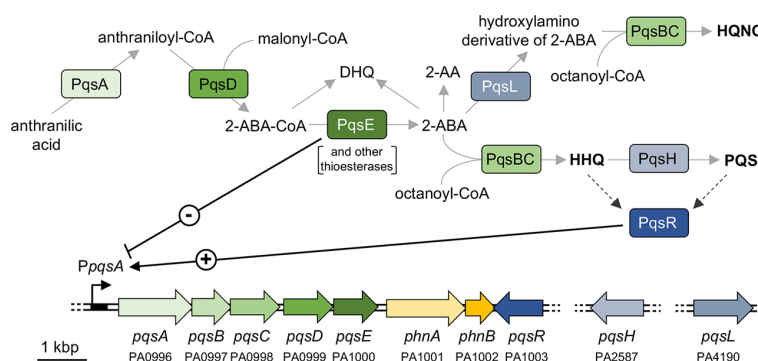 hydroxylamino
derivative of 2-ABA
PqsBC
HQNO
anthraniloyl-CoA
malonyl-CoA
octanoyl-CoA
PqsA
PqsD
DHQ
2-AA
PqsL
anthranilic
acid
2-ABA-CoA
PqsE
2-ABA
and other
thioesterases
octanoyl-CoA
PqsBC
HHQ
PqsH
PQS
PqsR
-
+
PpqsA
pqsA pqsB pqsC pqsD pqsE phnA phnB pqsR pqsH pqsL
1 kbp
PA0996 PA0997 PA0998 PA0999 PA1000 PA1001 PA1002 PA1003 PA2587 PA4190